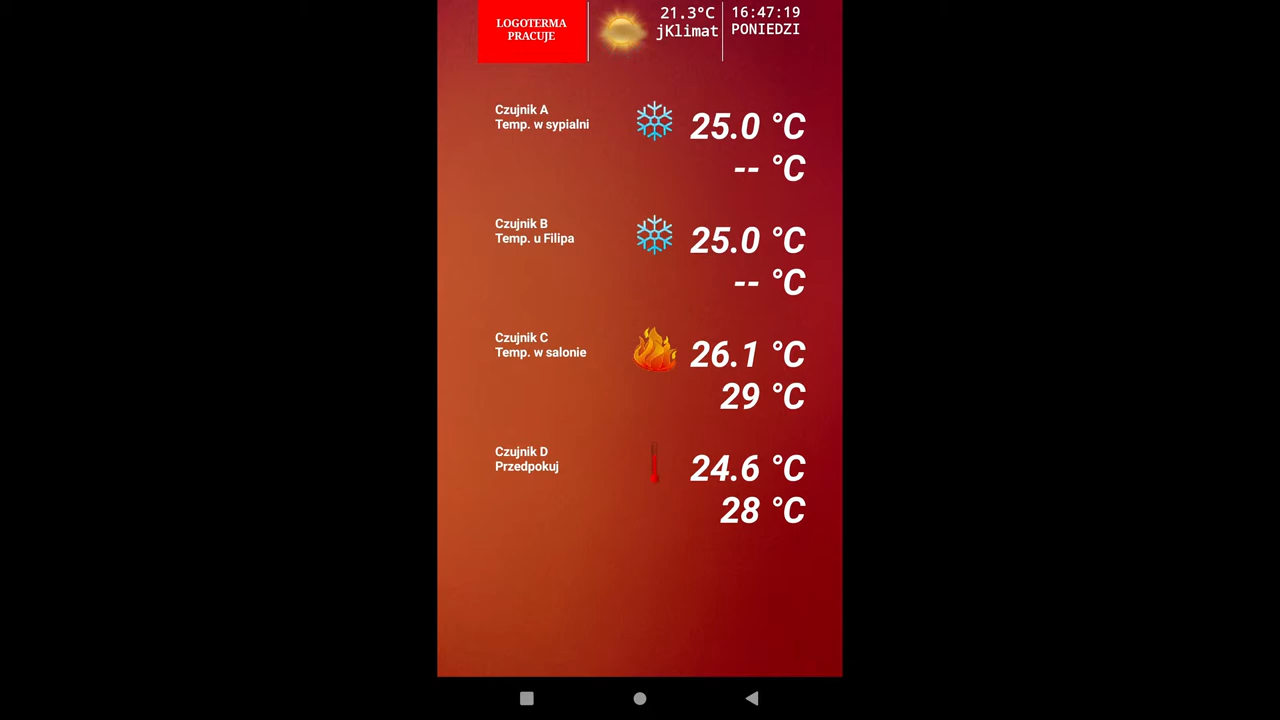 LOGOTERMA
PRACUJE
21.3°C
jKlimat
16:47:19
PONIEDZI
Czujnik A
Temp. w sypialni
25.0 °C
-- °C
Czujnik B
Temp. u Filipa
25.0 °C
-- °C
Czujnik C
Temp. w salonie
26.1 °C
29 °C
Czujnik D
Przedpokuj
24.6 °C
28 °C